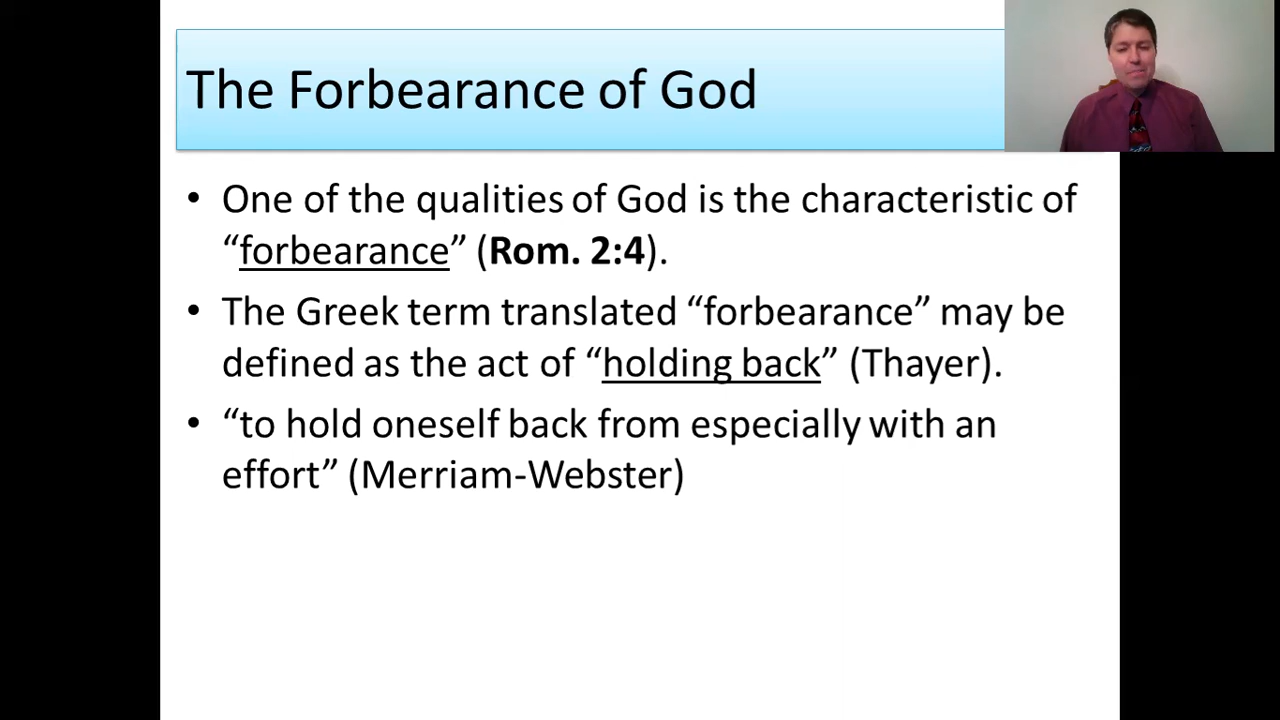 The Forbearance of God
• One of the qualities of God is the characteristic of
“forbearance” (Rom. 2:4).
• The Greek term translated “forbearance” may be
defined as the act of “holding back” (Thayer).
• “to hold oneself back from especially with an
effort” (Merriam-Webster)